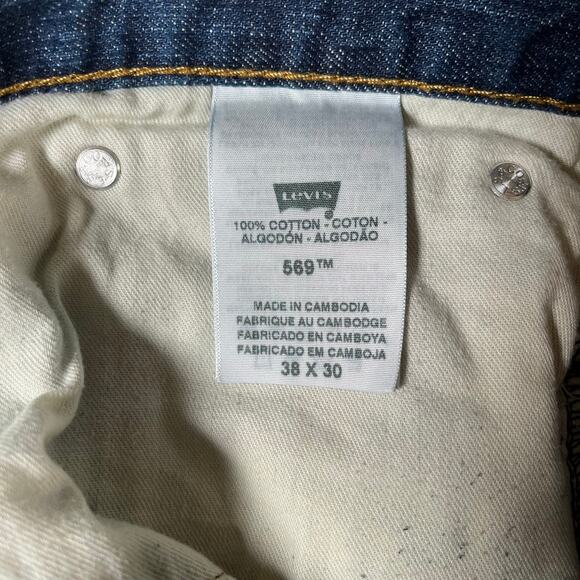 LEVI'S
100% COTTON - COTON -
ALGODÓN - ALGODÃO
569™
MADE IN CAMBODIA
FABRIQUE AU CAMBODGE
FABRICADO EN CAMBOYA
FABRICADO EM CAMBOJA
38 X 30